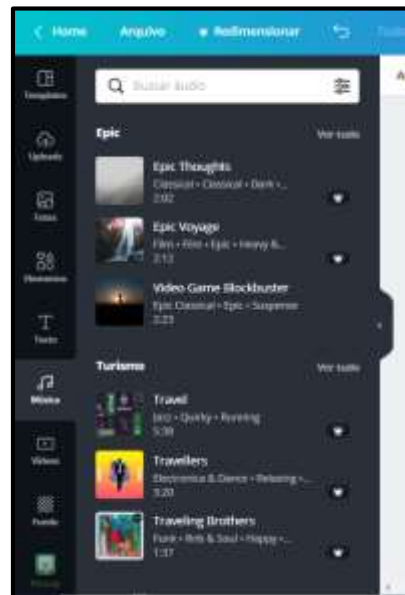 Home Arquivo Redimensionar
Templates
Buscar áudio
Epic Ver tudo
Uploads
Epic Thoughts
Classical • Classical • Dark •...
2:02
Fotos
Epic Voyage
Film • Film • Epic • Heavy &...
2:12
Elementos
Video Game Blockbuster
Epic Classical • Epic • Suspense
2:23
Texto
Turismo Ver tudo
Música
Travel
Jazz • Quirky • Running
Vídeos
Travellers
Electronica & Dance • Relaxing •...
3:20
Fundo
Traveling Brothers
Funk • Rnb & Soul • Happy •...
1:37